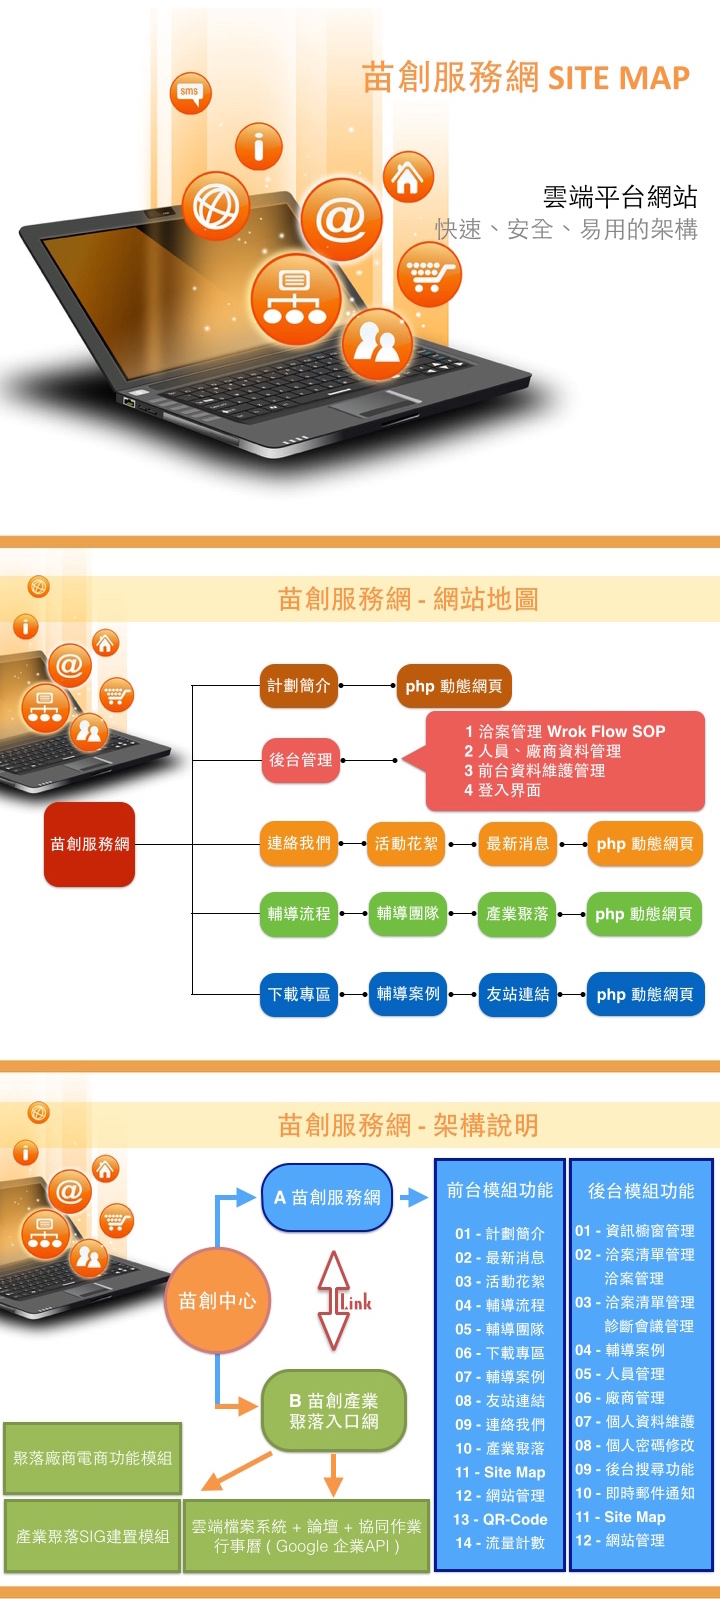 苗創服務網 SITE MAP
sms
雲端平台網站
快速、安全、易用的架構
苗創服務網 - 網站地圖
計劃簡介
php 動態網頁
後台管理
1 洽案管理 Wrok Flow SOP
2 人員、廠商資料管理
3 前台資料維護管理
4 登入界面
苗創服務網
連絡我們
活動花絮
最新消息
php 動態網頁
輔導流程
輔導團隊
產業聚落
php 動態網頁
下載專區
輔導案例
友站連結
php 動態網頁
苗創服務網 - 架構說明
苗創中心
A 苗創服務網
Link
B 苗創產業
聚落入口網
聚落廠商電商功能模組
產業聚落SIG建置模組
雲端檔案系統 + 論壇 + 協同作業
行事曆 ( Google 企業API )
前台模組功能
01 - 計劃簡介
02 - 最新消息
03 - 活動花絮
04 - 輔導流程
05 - 輔導團隊
06 - 下載專區
07 - 輔導案例
08 - 友站連結
09 - 連絡我們
10 - 產業聚落
11 - Site Map
12 - 網站管理
13 - QR-Code
14 - 流量計數
後台模組功能
01 - 資訊櫥窗管理
02 - 洽案清單管理
洽案管理
03 - 洽案清單管理
診斷會議管理
04 - 輔導案例
05 - 人員管理
06 - 廠商管理
07 - 個人資料維護
08 - 個人密碼修改
09 - 後台搜尋功能
10 - 即時郵件通知
11 - Site Map
12 - 網站管理